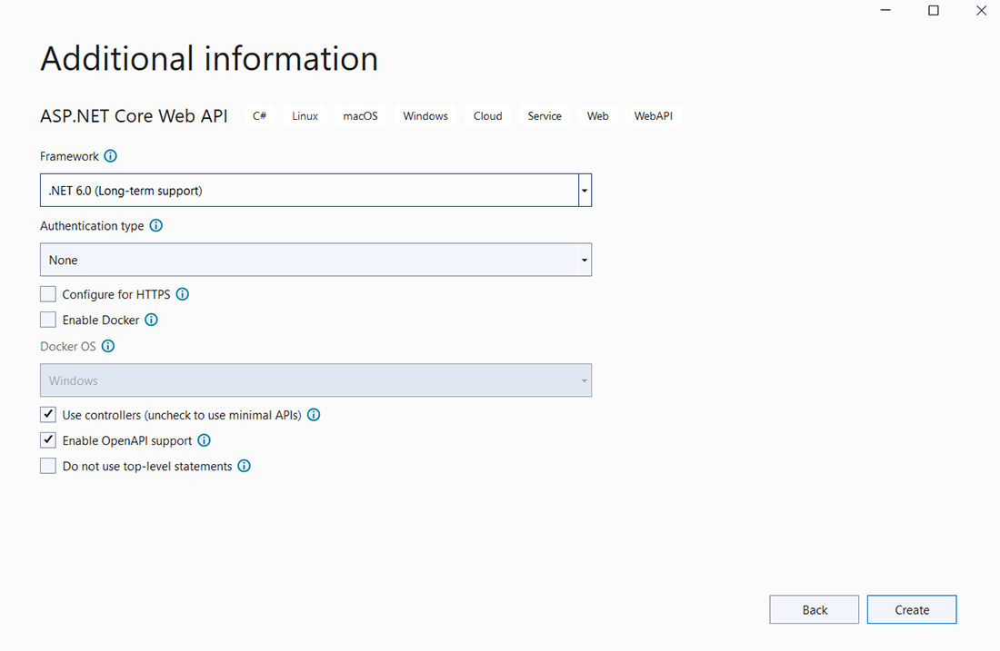 Additional information
ASP.NET Core Web API C# Linux macOS Windows Cloud Service Web WebAPI
Framework
.NET 6.0 (Long-term support)
Authentication type
None
Configure for HTTPS
Enable Docker
Docker OS
Windows
Use controllers (uncheck to use minimal APIs)
Enable OpenAPI support
Do not use top-level statements
Back Create